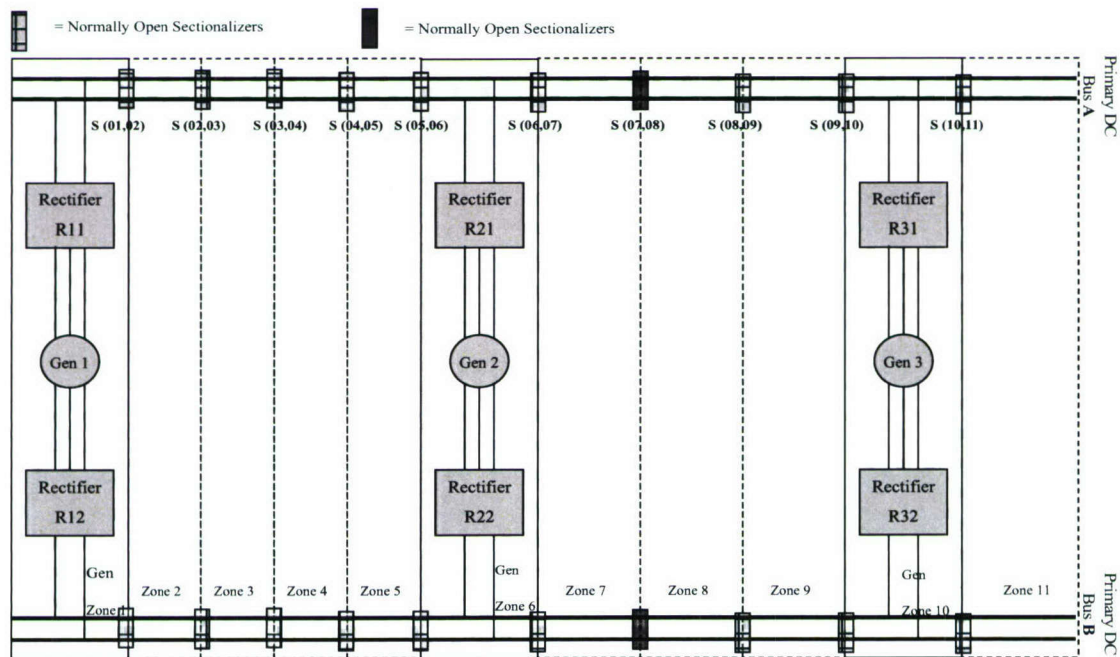 = Normally Open Sectionalizers
= Normally Open Sectionalizers
Primary DC
Bus A
S (01,02)
S (02,03)
S (03,04)
S (04,05)
S (05,06)
S (06,07)
S (07,08)
S (08,09)
S (09,10)
S (10,11)
Rectifier
R11
Rectifier
R21
Rectifier
R31
Gen 1
Gen 2
Gen 3
Rectifier
R12
Rectifier
R22
Rectifier
R32
Gen
Zone 1
Zone 2
Zone 3
Zone 4
Zone 5
Gen
Zone 6
Zone 7
Zone 8
Zone 9
Gen
Zone 10
Zone 11
Primary DC
Bus B